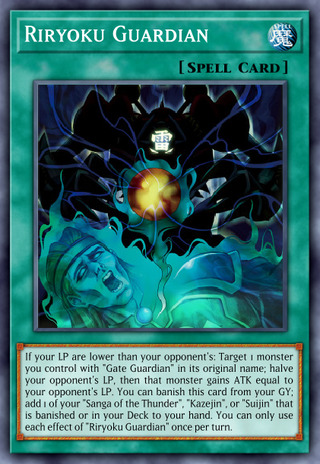 Riryoku Guardian
魔
[Spell Card]
雷
If your LP are lower than your opponent's: Target 1 monster
you control with "Gate Guardian" in its original name; halve
your opponent's LP, then that monster gains ATK equal to
your opponent's LP. You can banish this card from your GY;
add 1 of your "Sanga of the Thunder", "Kazejin", or "Suijin" that
is banished or in your Deck to your hand. You can only use
each effect of "Riryoku Guardian" once per turn.